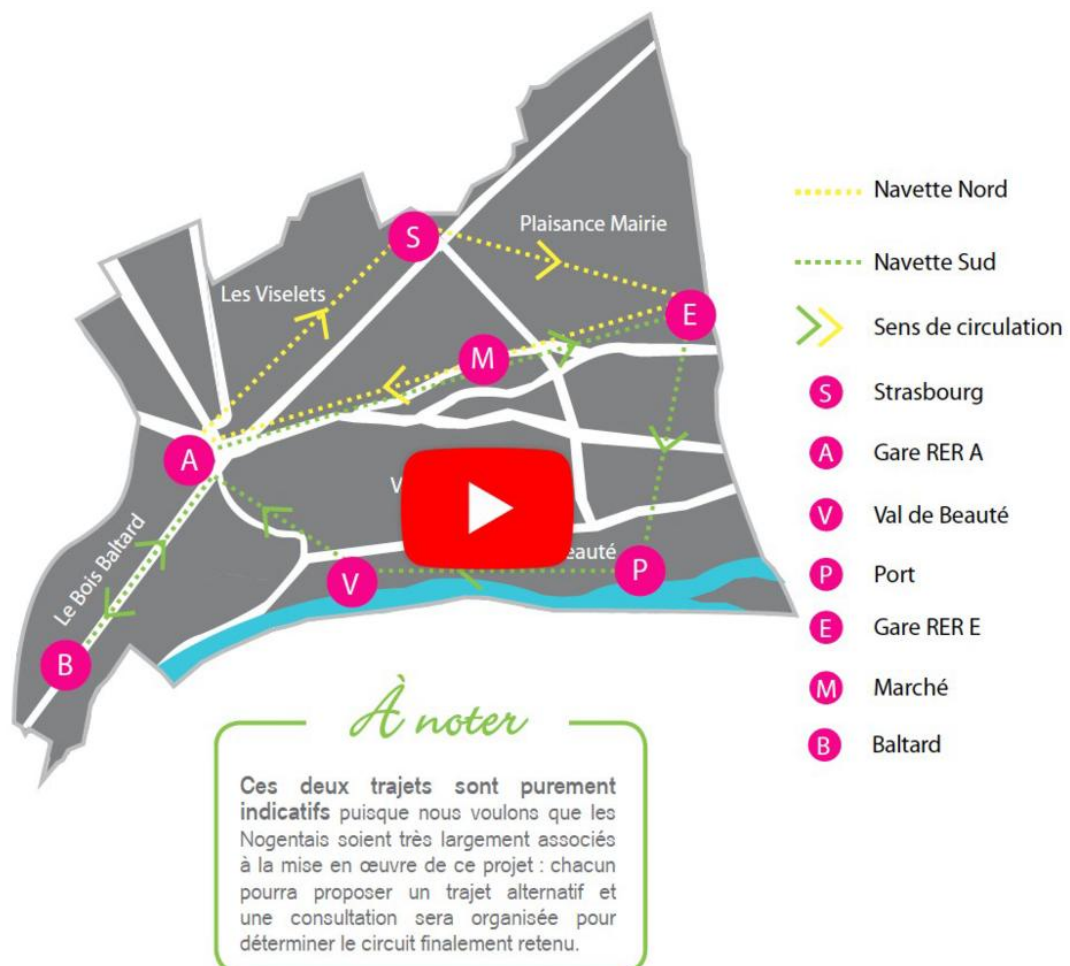 S
Plaisance Mairie
Les Viselets
E
M
A
V
eauté
V
P
Le Bois Baltard
B
Navette Nord
Navette Sud
Sens de circulation
S Strasbourg
A Gare RER A
V Val de Beauté
P Port
E Gare RER E
M Marché
B Baltard
À noter
Ces deux trajets sont purement
indicatifs puisque nous voulons que les
Nogentais soient très largement associés
à la mise en œuvre de ce projet : chacun
pourra proposer un trajet alternatif et
une consultation sera organisée pour
déterminer le circuit finalement retenu.